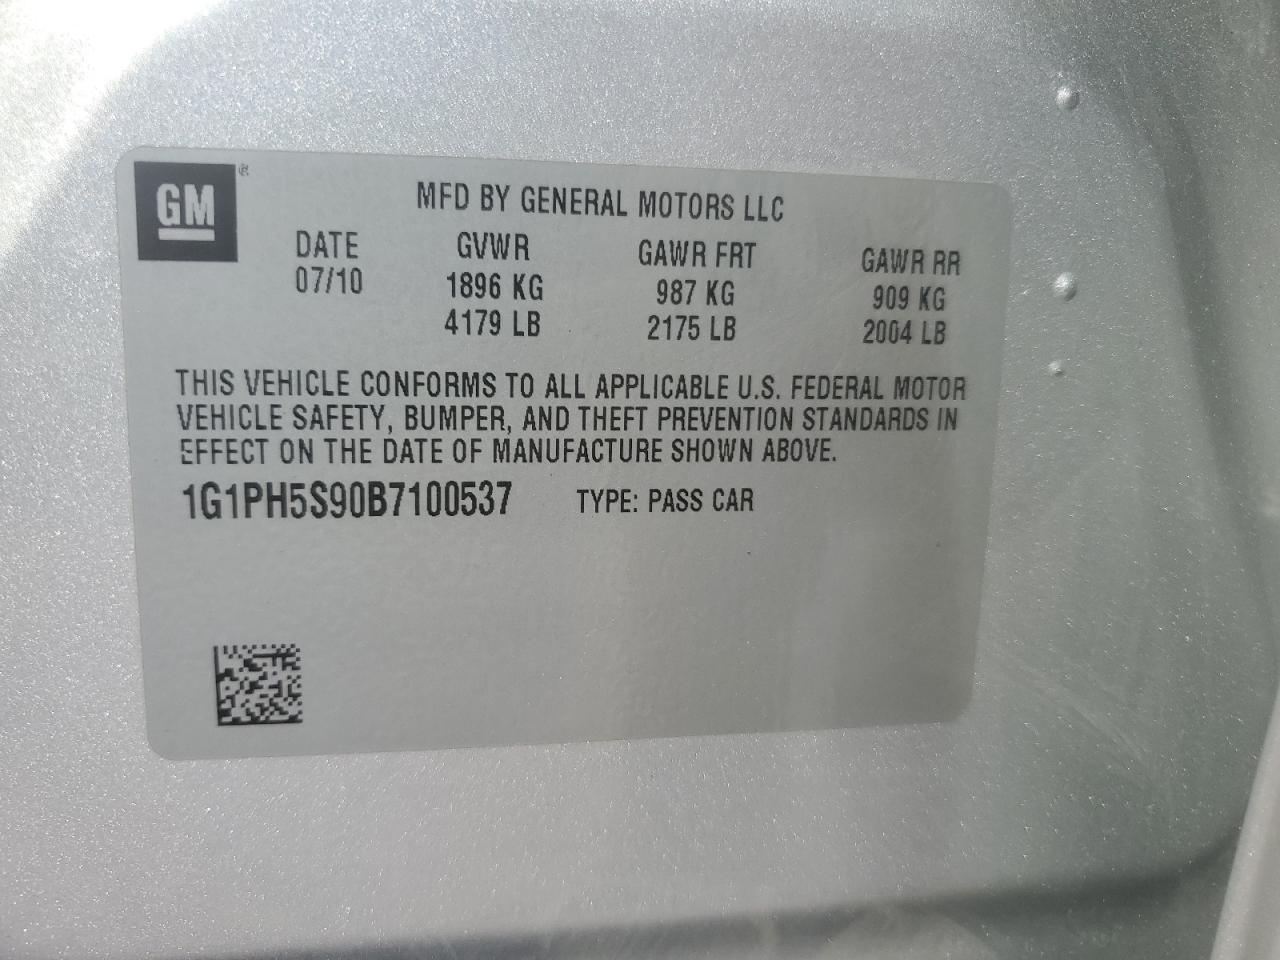 GM®
MFD BY GENERAL MOTORS LLC
DATE GVWR GAWR FRT GAWR RR
07/10 1896 KG 987 KG 909 KG
4179 LB 2175 LB 2004 LB
THIS VEHICLE CONFORMS TO ALL APPLICABLE U.S. FEDERAL MOTOR
VEHICLE SAFETY, BUMPER, AND THEFT PREVENTION STANDARDS IN
EFFECT ON THE DATE OF MANUFACTURE SHOWN ABOVE.
1G1PH5S90B7100537 TYPE: PASS CAR